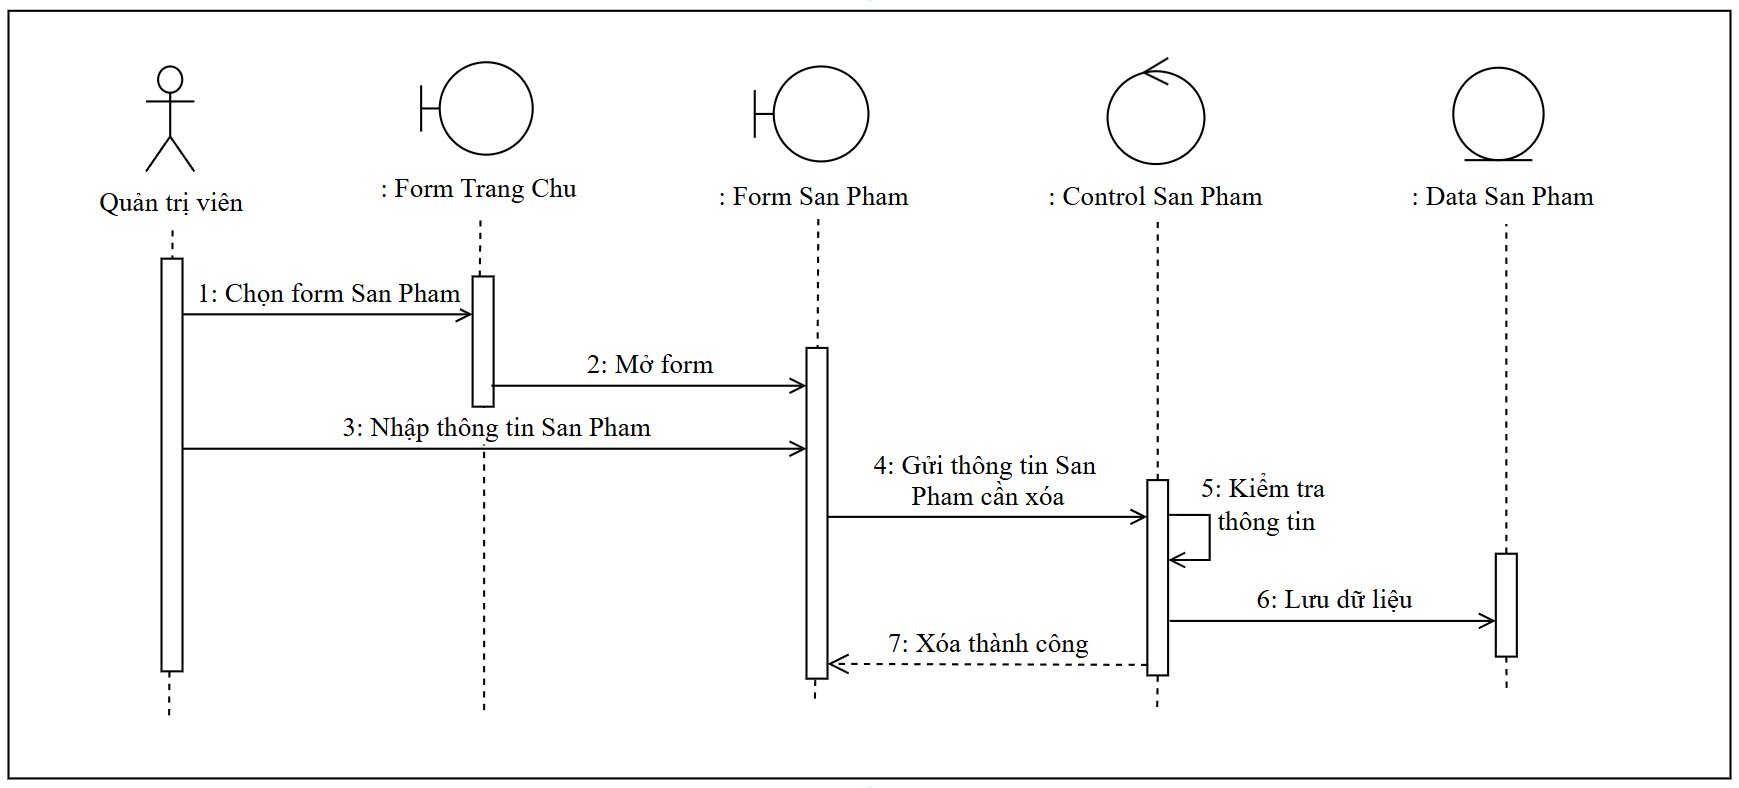 Quản trị viên
: Form Trang Chu
: Form San Pham
: Control San Pham
: Data San Pham
1: Chọn form San Pham
2: Mở form
3: Nhập thông tin San Pham
4: Gửi thông tin San
Pham cần xóa
5: Kiểm tra
thông tin
6: Lưu dữ liệu
7: Xóa thành công